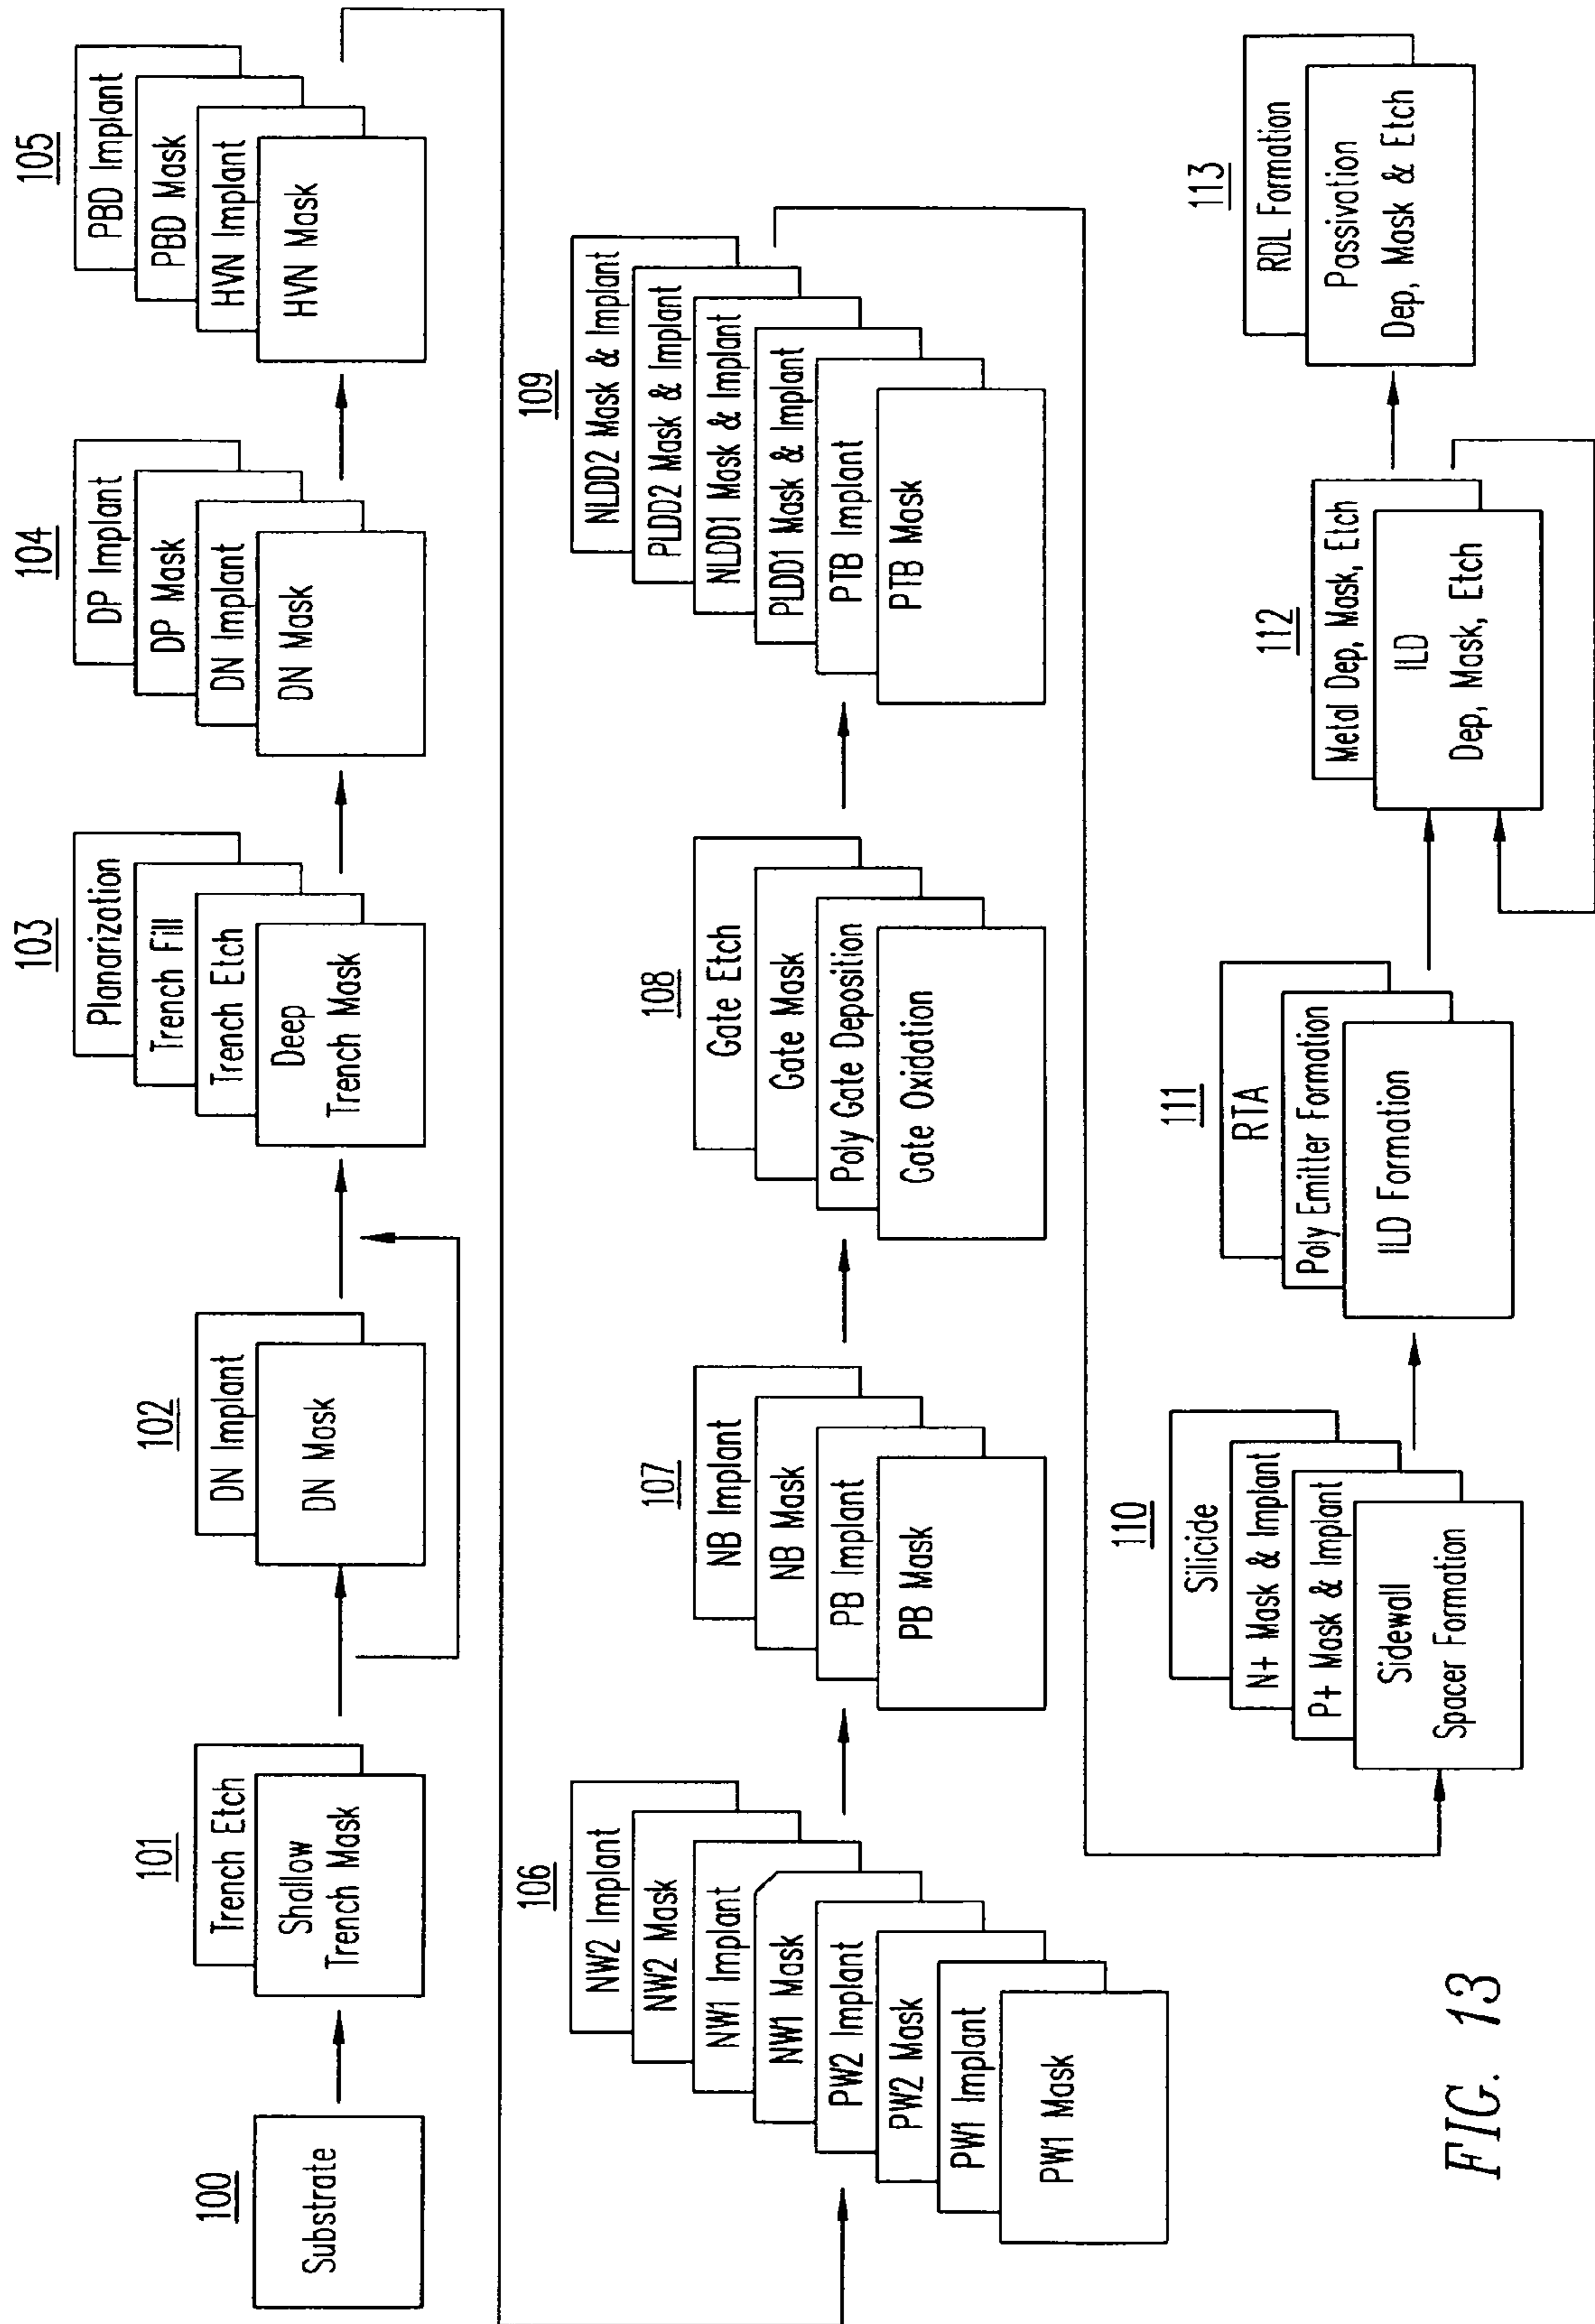 100
Substrate
101
Trench Etch
Shallow
Trench Mask
102
DN Implant
DN Mask
103
Planarization
Trench Fill
Trench Etch
Deep
Trench Mask
104
DP Implant
DP Mask
DN Implant
DN Mask
105
PBD Implant
PBD Mask
HVN Implant
HVN Mask
106
NW2 Implant
NW2 Mask
NW1 Implant
NW1 Mask
PW2 Implant
PW2 Mask
PW1 Implant
PW1 Mask
107
NB Implant
NB Mask
PB Implant
PB Mask
108
Gate Etch
Gate Mask
Poly Gate Deposition
Gate Oxidation
109
NLDD2 Mask & Implant
PLDD2 Mask & Implant
NLDD1 Mask & Implant
PLDD1 Mask & Implant
PTB Implant
PTB Mask
110
Silicide
N+ Mask & Implant
P+ Mask & Implant
Sidewall
Spacer Formation
111
RTA
Poly Emitter Formation
ILD Formation
112
Metal Dep, Mask, Etch
ILD
Dep, Mask, Etch
113
RDL Formation
Passivation
Dep, Mask & Etch
FIG. 13